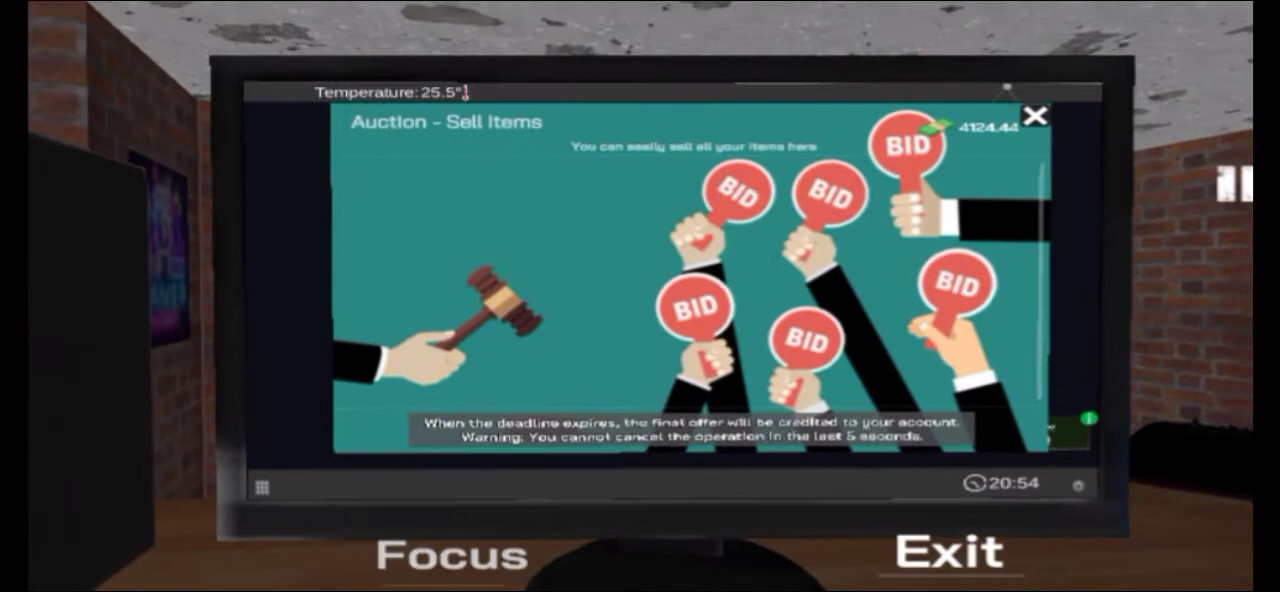 Temperature: 25.5°
Auction - Sell Items
4124.44
You can easily sell all your items here
BID
BID
BID
BID
BID
BID
When the deadline expires, the final offer will be credited to your account.
Warning: You cannot cancel the operation in the last 5 seconds.
20:54
Focus
Exit